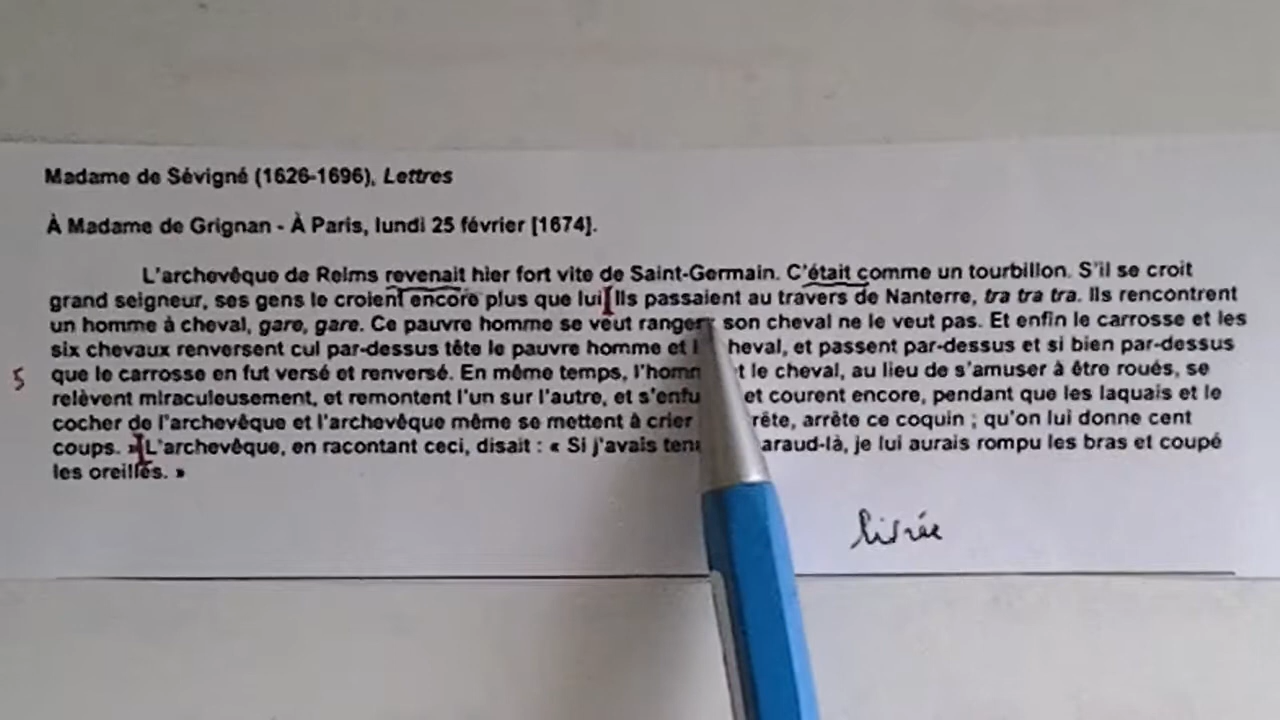 Madame de Sévigné (1626-1696), Lettres
À Madame de Grignan - À Paris, lundi 25 février [1674].
L'archevêque de Reims revenait hier fort vite de Saint-Germain. C'était comme un tourbillon. S'il se croit
grand seigneur, ses gens le croient encore plus que lui. Ils passaient au travers de Nanterre, tra tra tra. Ils rencontrent
un homme à cheval, gare, gare. Ce pauvre homme se veut ranger, son cheval ne le veut pas. Et enfin le carrosse et les
six chevaux renversent cul par-dessus tête le pauvre homme et heval, et passent par-dessus et si bien par-dessus
5 que le carrosse en fut versé et renversé. En même temps, l'hom t le cheval, au lieu de s'amuser à être roués, se
relèvent miraculeusement, et remontent l'un sur l'autre, et s'enfu et courent encore, pendant que les laquais et le
cocher de l'archevêque et l'archevêque même se mettent à crier rête, arrête ce coquin ; qu'on lui donne cent
coups. » L'archevêque, en racontant ceci, disait : « Si j'avais ten araud-là, je lui aurais rompu les bras et coupé
les oreilles. »
livrée